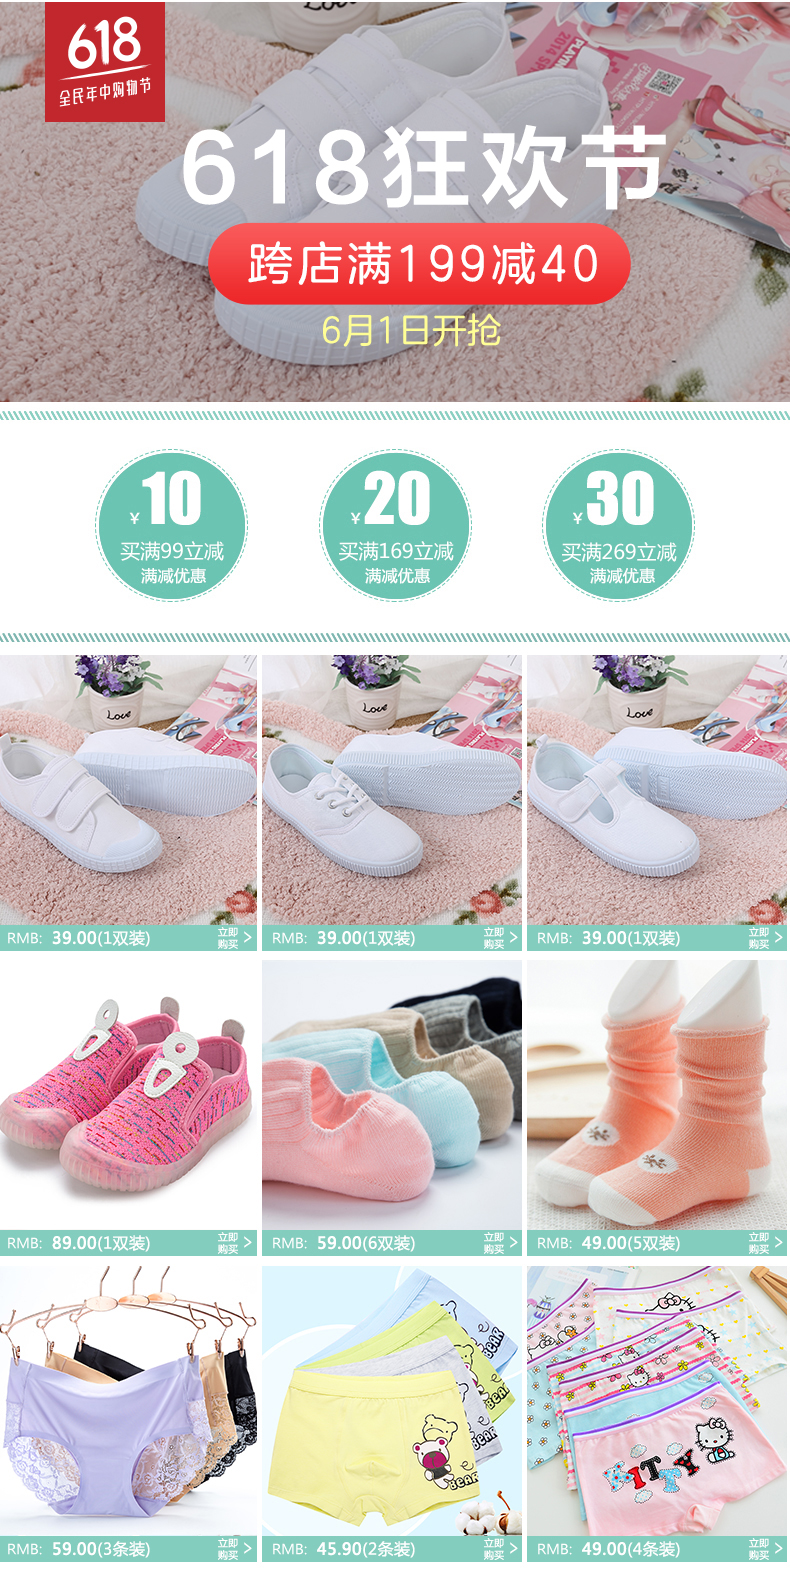 618
全民年中购物节
618狂欢节
跨店满199减40
6月1日开抢
¥10
买满99立减
满减优惠
¥20
买满169立减
满减优惠
¥30
买满269立减
满减优惠
Love
Love
Love
RMB: 39.00(1双装) 立即购买 >
RMB: 39.00(1双装) 立即购买 >
RMB: 39.00(1双装) 立即购买 >
RMB: 89.00(1双装) 立即购买 >
RMB: 59.00(6双装) 立即购买 >
RMB: 49.00(5双装) 立即购买 >
BEAR
BEAR
BEAR
BEAR
KITTY
RMB: 59.00(3条装) 立即购买 >
RMB: 45.90(2条装) 立即购买 >
RMB: 49.00(4条装) 立即购买 >